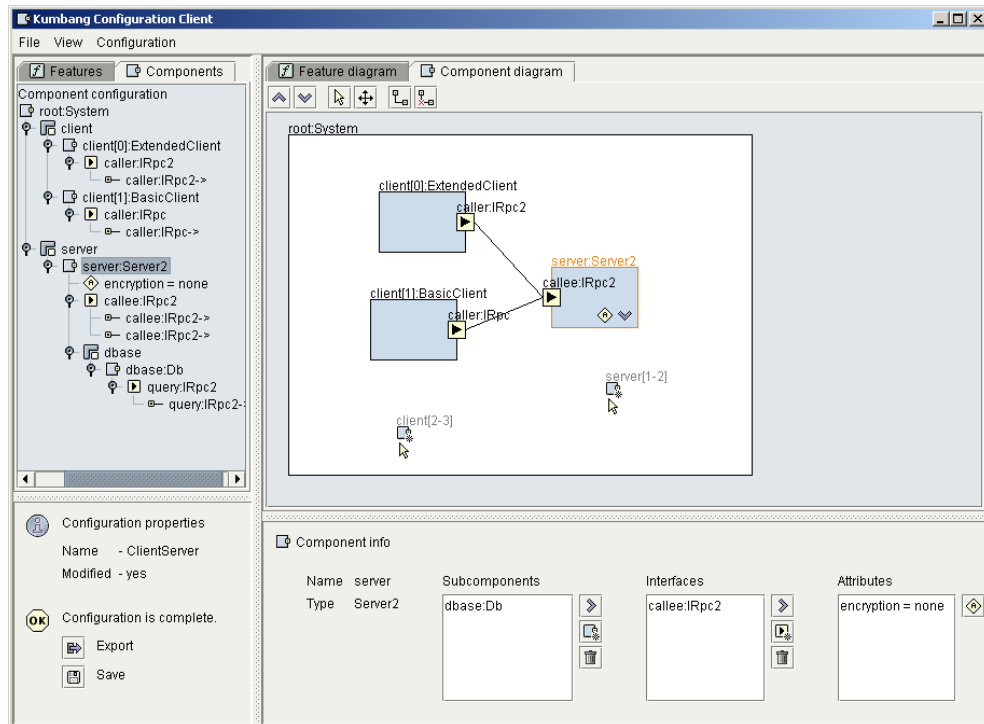 Kumbang Configuration Client
File View Configuration
Features Components
Component configuration
root:System
client
client[0]:ExtendedClient
caller:IRpc2
caller:IRpc2->
client[1]:BasicClient
caller:IRpc
caller:IRpc->
server
server:Server2
encryption = none
callee:IRpc2
callee:IRpc2->
callee:IRpc2->
dbase
dbase:Db
query:IRpc2
query:IRpc2->
Configuration properties
Name - ClientServer
Modified - yes
OK Configuration is complete.
Export
Save
Feature diagram Component diagram
root:System
client[0]:ExtendedClient
caller:IRpc2
server:Server2
callee:IRpc2
client[1]:BasicClient
caller:IRpc
A
server[1-2]
client[2-3]
Component info
Name server Subcomponents Interfaces Attributes
Type Server2 dbase:Db callee:IRpc2 encryption = none